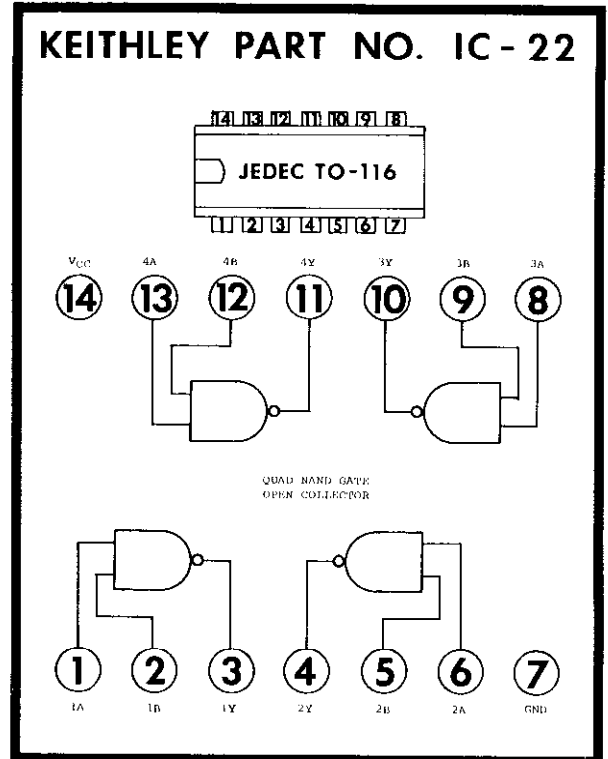 KEITHLEY PART NO. IC-22
14 13 12 11 10 9 8
JEDEC TO-116
1 2 3 4 5 6 7
VCC 4A 4B 4Y 3Y 3B 3A
14 13 12 11 10 9 8
QUAD NAND GATE
OPEN COLLECTOR
1 2 3 4 5 6 7
1A 1B 1Y 2Y 2B 2A GND